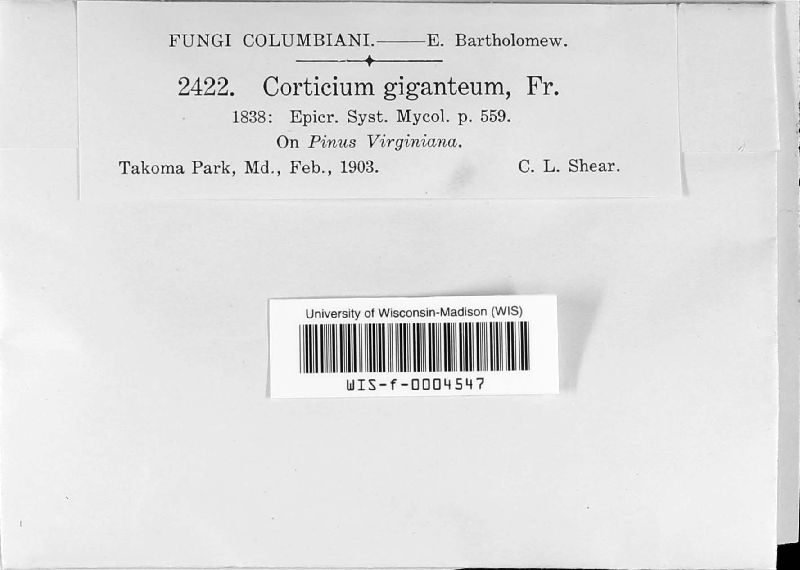 FUNGI COLUMBIANI.——E. Bartholomew.
2422. Corticium giganteum, Fr.
1838: Epicr. Syst. Mycol. p. 559.
On Pinus Virginiana.
Takoma Park, Md., Feb., 1903. C. L. Shear.
University of Wisconsin-Madison (WIS)
WIS-f-0004547